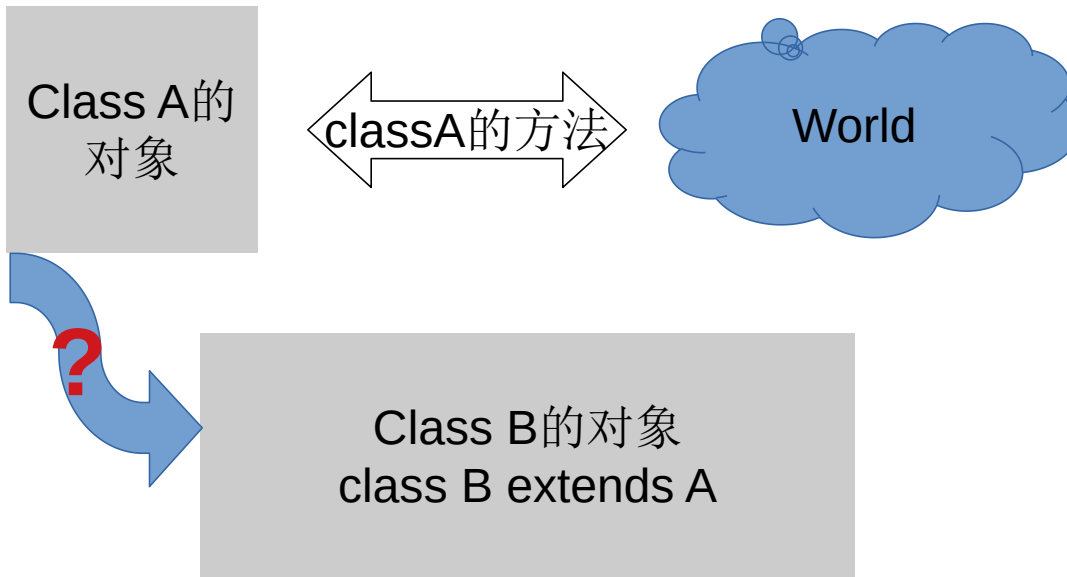 Class A的
对象
classA的方法
World
?
Class B的对象
class B extends A